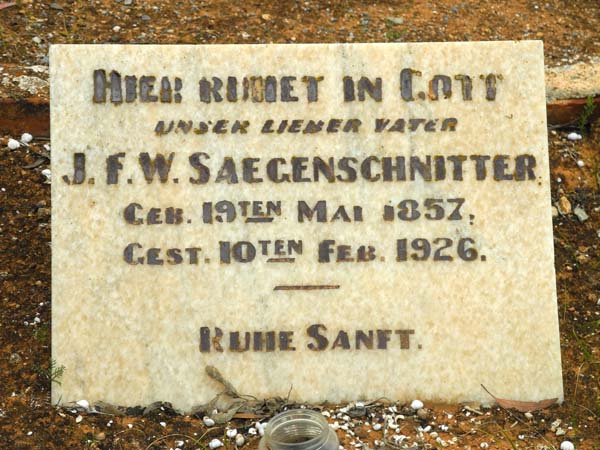 HIER RUHET IN GOTT
UNSER LIEBER VATER
J. F. W. SAEGENSCHNITTER.
GEB. 19TEN MAI 1857,
GEST. 10TEN FEB. 1926.
RUHE SANFT.